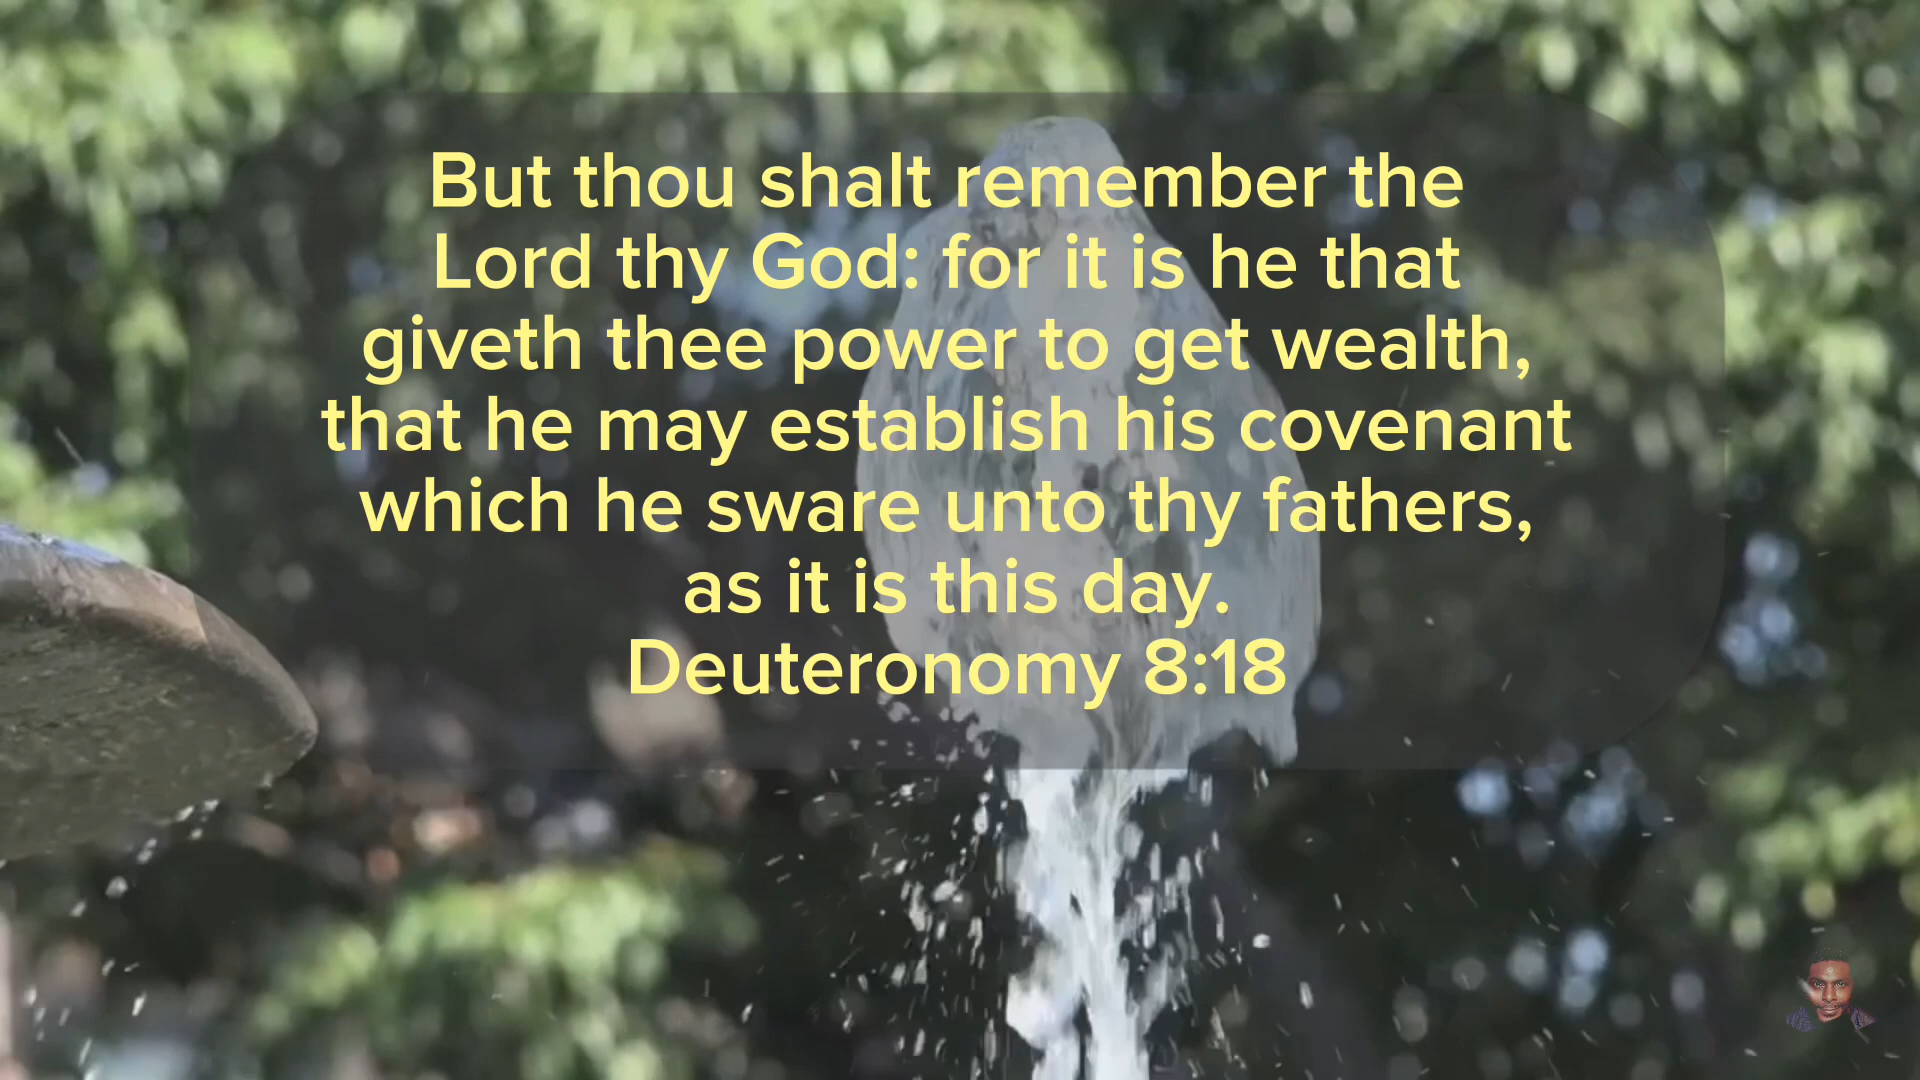 But thou shalt remember the
Lord thy God: for it is he that
giveth thee power to get wealth,
that he may establish his covenant
which he sware unto thy fathers,
as it is this day.
Deuteronomy 8:18